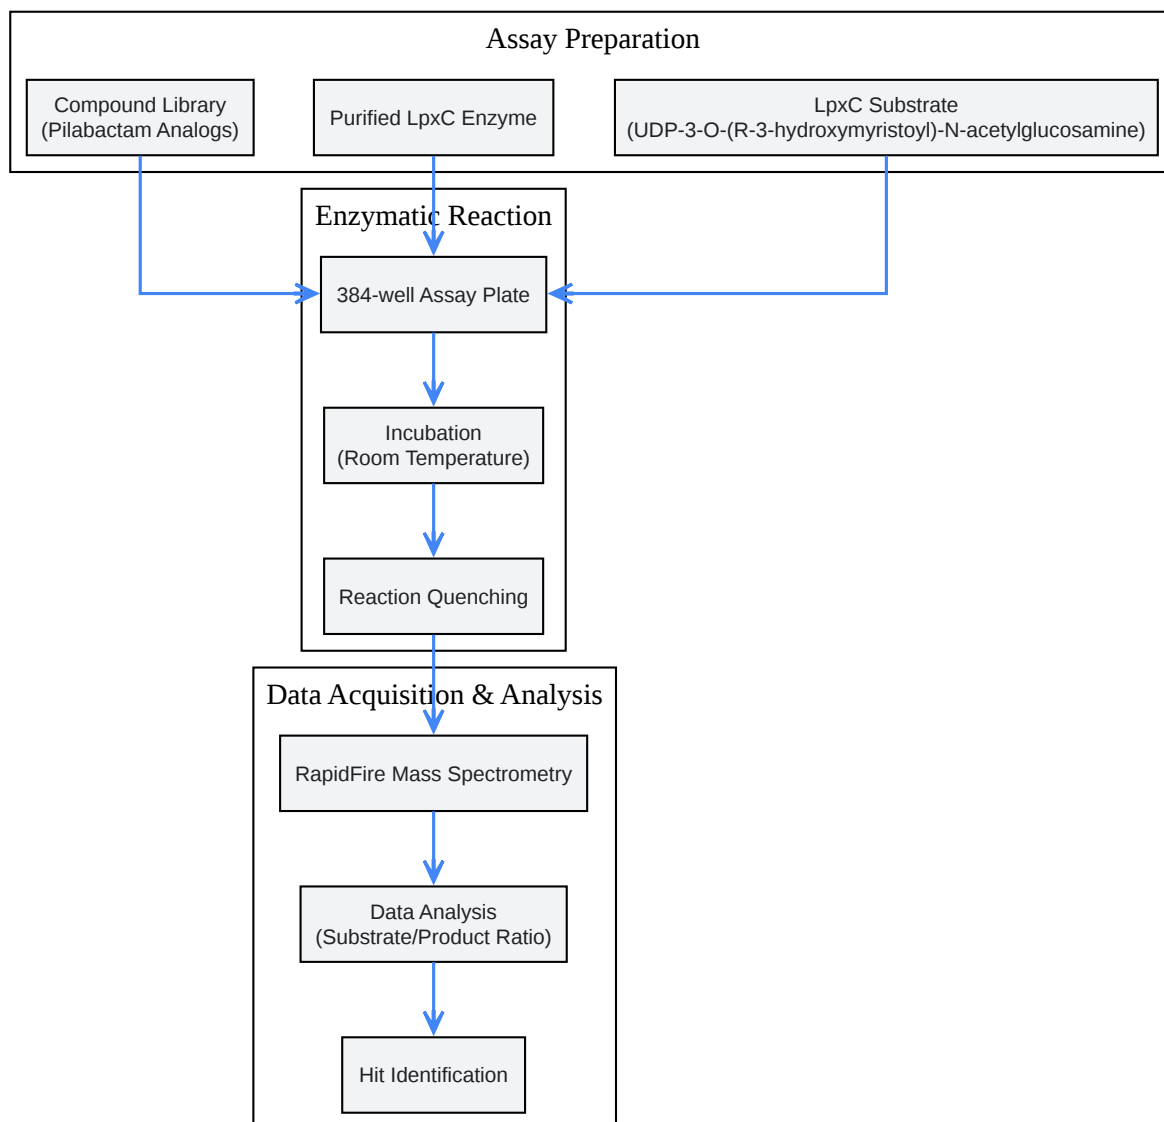 Assay Preparation
Compound Library
(Pilabactam Analogs)
Purified LpxC Enzyme
LpxC Substrate
(UDP-3-O-(R-3-hydroxymyristoyl)-N-acetylglucosamine)
Enzymatic Reaction
384-well Assay Plate
Incubation
(Room Temperature)
Reaction Quenching
Data Acquisition & Analysis
RapidFire Mass Spectrometry
Data Analysis
(Substrate/Product Ratio)
Hit Identification